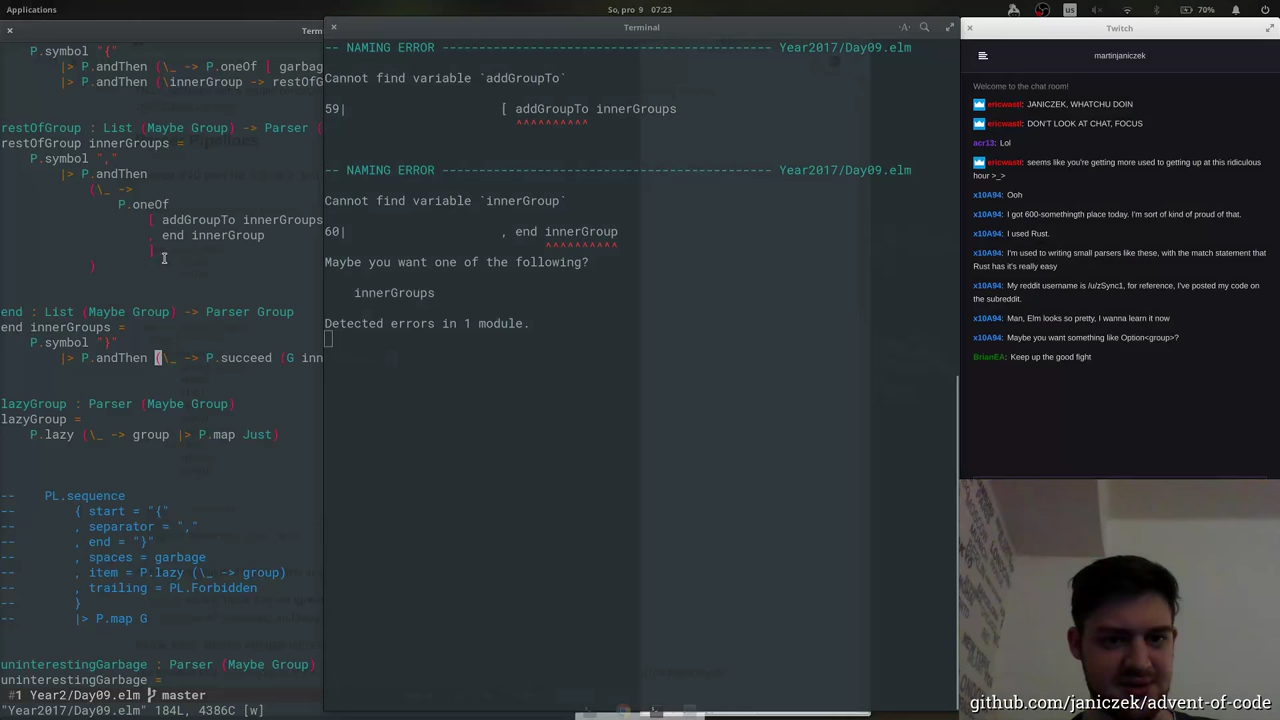 Applications
So, pro 9 07:23
us
70%
Term
P.symbol "{"
|> P.andThen (\_ -> P.oneOf [ garbag
|> P.andThen (\innerGroup -> restOf
restOfGroup : List (Maybe Group) -> Parser (
restOfGroup innerGroups =
P.symbol ","
|> P.andThen
(\_ ->
P.oneOf
[ addGroupTo innerGroups
, end innerGroup
]
)
end : List (Maybe Group) -> Parser Group
end innerGroups =
P.symbol "}"
|> P.andThen (\_ -> P.succeed (G inn
lazyGroup : Parser (Maybe Group)
lazyGroup =
P.lazy (\_ -> group |> P.map Just)
-- PL.sequence
-- { start = "{"
-- , separator = ","
-- , end = "}"
-- , spaces = garbage
-- , item = P.lazy (\_ -> group)
-- , trailing = PL.Forbidden
-- }
-- |> P.map G
uninterestingGarbage : Parser (Maybe Group)
uninterestingGarbage =
#1 Year2/Day09.elm master
"Year2017/Day09.elm" 184L, 4386C [w]
Terminal
-- NAMING ERROR ------------------------------------------- Year2017/Day09.elm
Cannot find variable `addGroupTo`
59| [ addGroupTo innerGroups
^^^^^^^^^^
-- NAMING ERROR ------------------------------------------- Year2017/Day09.elm
Cannot find variable `innerGroup`
60| , end innerGroup
^^^^^^^^^^
Maybe you want one of the following?
innerGroups
Detected errors in 1 module.
Twitch
martinjaniczek
Welcome to the chat room!
ericwastl: JANICZEK, WHATCHU DOIN
ericwastl: DON'T LOOK AT CHAT, FOCUS
acr13: Lol
ericwastl: seems like you're getting more used to getting up at this ridiculous
hour >_>
x10A94: Ooh
x10A94: I got 600-somethingth place today. I'm sort of kind of proud of that.
x10A94: I used Rust.
x10A94: I'm used to writing small parsers like these, with the match statement that
Rust has it's really easy
x10A94: My reddit username is /u/zSync1, for reference, I've posted my code on
the subreddit.
x10A94: Man, Elm looks so pretty, I wanna learn it now
x10A94: Maybe you want something like Option<group>?
BrianEA: Keep up the good fight
github.com/janiczek/advent-of-code